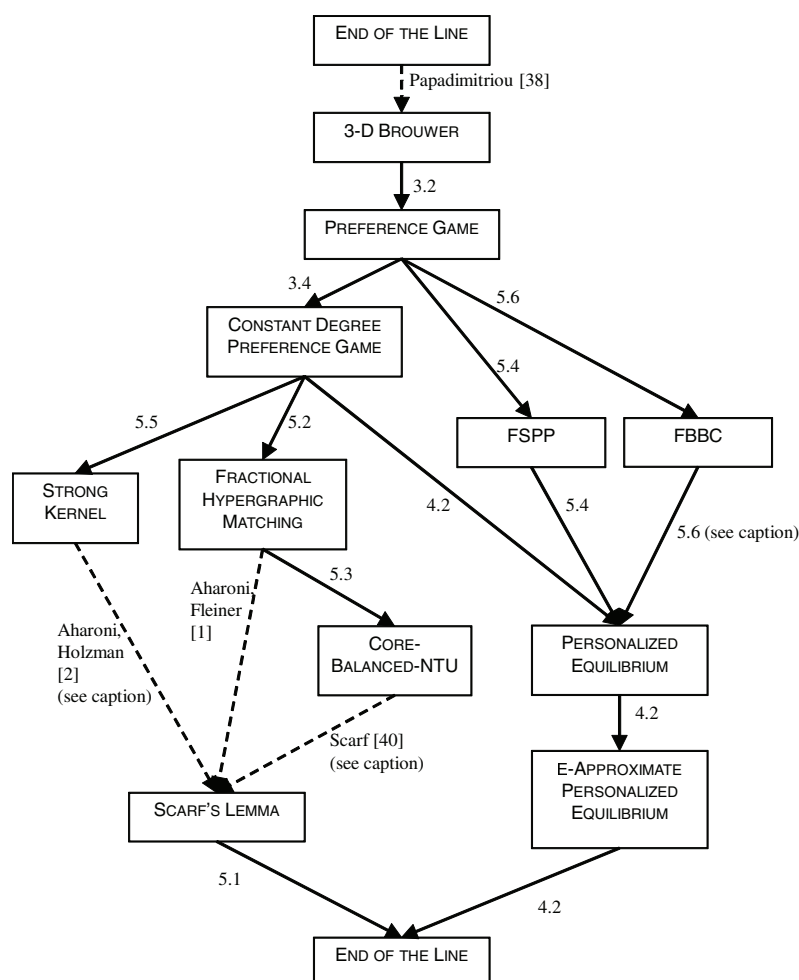 END OF THE LINE
Papadimitriou [38]
3-D BROUWER
3.2
PREFERENCE GAME
3.4
5.6
CONSTANT DEGREE
PREFERENCE GAME
5.4
5.5
5.2
FSPP
FBBC
STRONG
KERNEL
FRACTIONAL
HYPERGRAPHIC
MATCHING
4.2
5.4
5.6 (see caption)
5.3
Aharoni,
Fleiner
[1]
Aharoni,
Holzman
[2]
(see caption)
CORE-
BALANCED-NTU
PERSONALIZED
EQUILIBRIUM
4.2
Scarf [40]
(see caption)
SCARF'S LEMMA
E-APPROXIMATE
PERSONALIZED
EQUILIBRIUM
5.1
4.2
END OF THE LINE